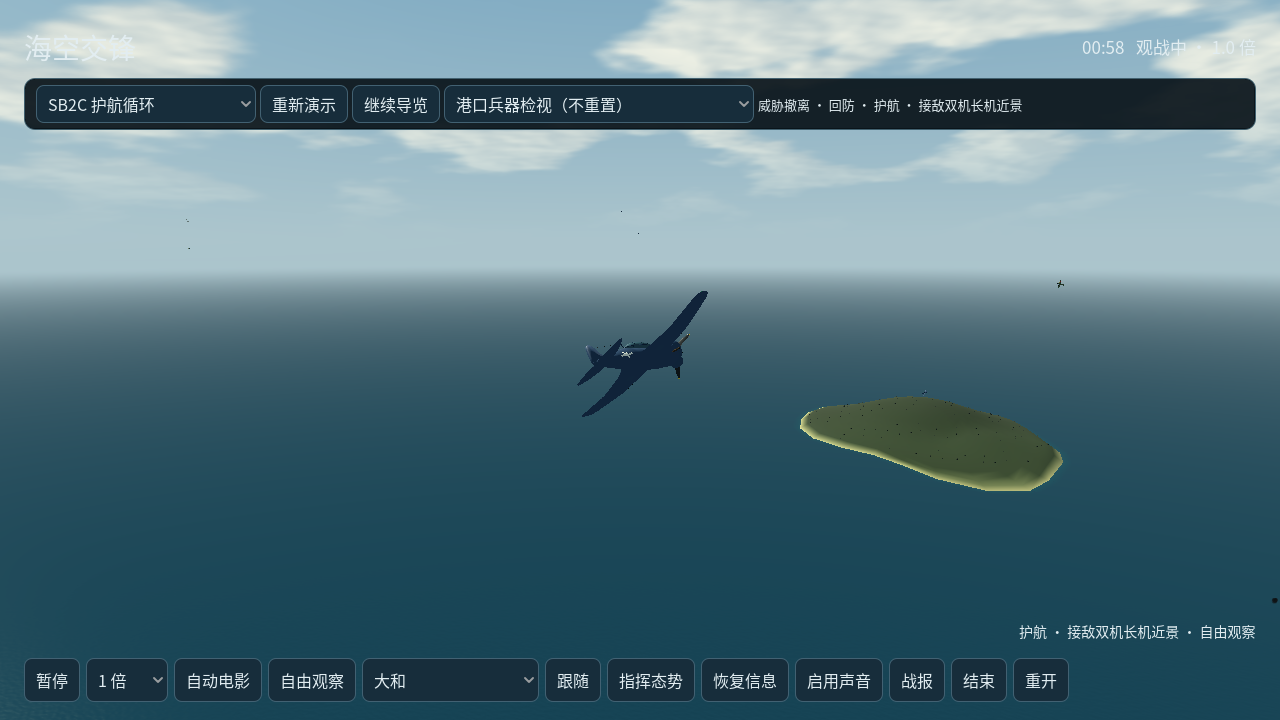 海空交锋
00:58 观战中 · 1.0 倍
SB2C 护航循环 重新演示 继续导览 港口兵器检视（不重置） 威胁撤离 · 回防 · 护航 · 接敌双机长机近景
护航 · 接敌双机长机近景 · 自由观察
暂停 1 倍 自动电影 自由观察 大和 跟随 指挥态势 恢复信息 启用声音 战报 结束 重开